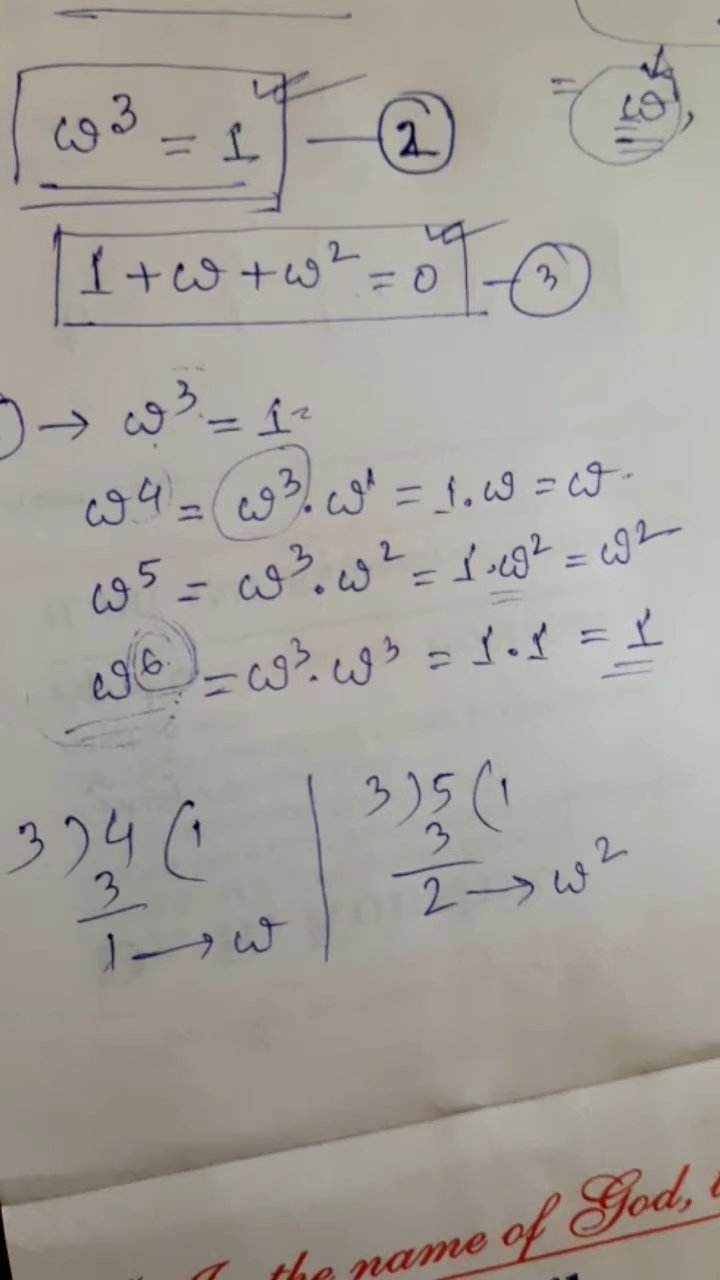 ω³ = 1 — 2
= ω,
1 + ω + ω² = 0 — 3
→ ω³ = 1
ω4 = ω³·ω¹ = 1·ω = ω
ω5 = ω³·ω² = 1·ω² = ω²
ω6 = ω³·ω³ = 1·1 = 1
3)4(1
3
1 → ω
3)5(1
3
2 → ω²
In the name of God,